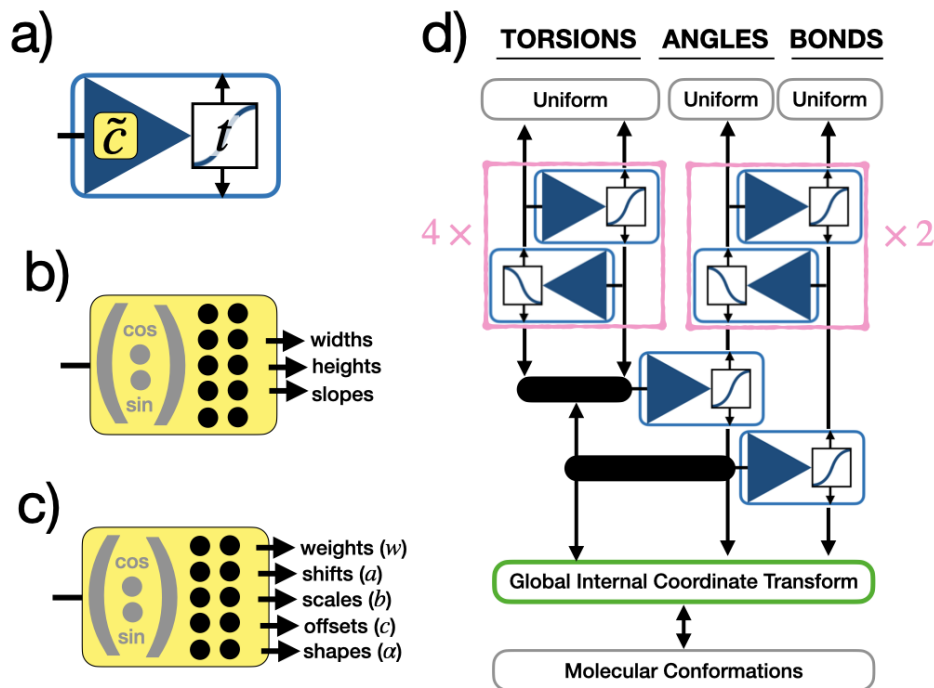 a)
c̃
t
b)
cos
sin
widths
heights
slopes
c)
cos
sin
weights (w)
shifts (a)
scales (b)
offsets (c)
shapes (α)
d)
TORSIONS ANGLES BONDS
Uniform Uniform Uniform
4 × × 2
Global Internal Coordinate Transform
Molecular Conformations